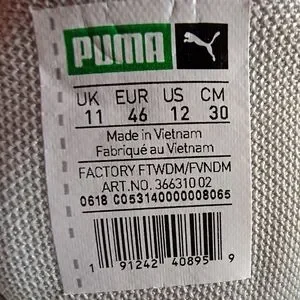 PUMA
UK EUR US CM
11 46 12 30
Made in Vietnam
Fabriqué au Vietnam
FACTORY FTWDM/FVNDM
ART.NO. 366310 02
0618 C053140000008065
1 91242 40895 9